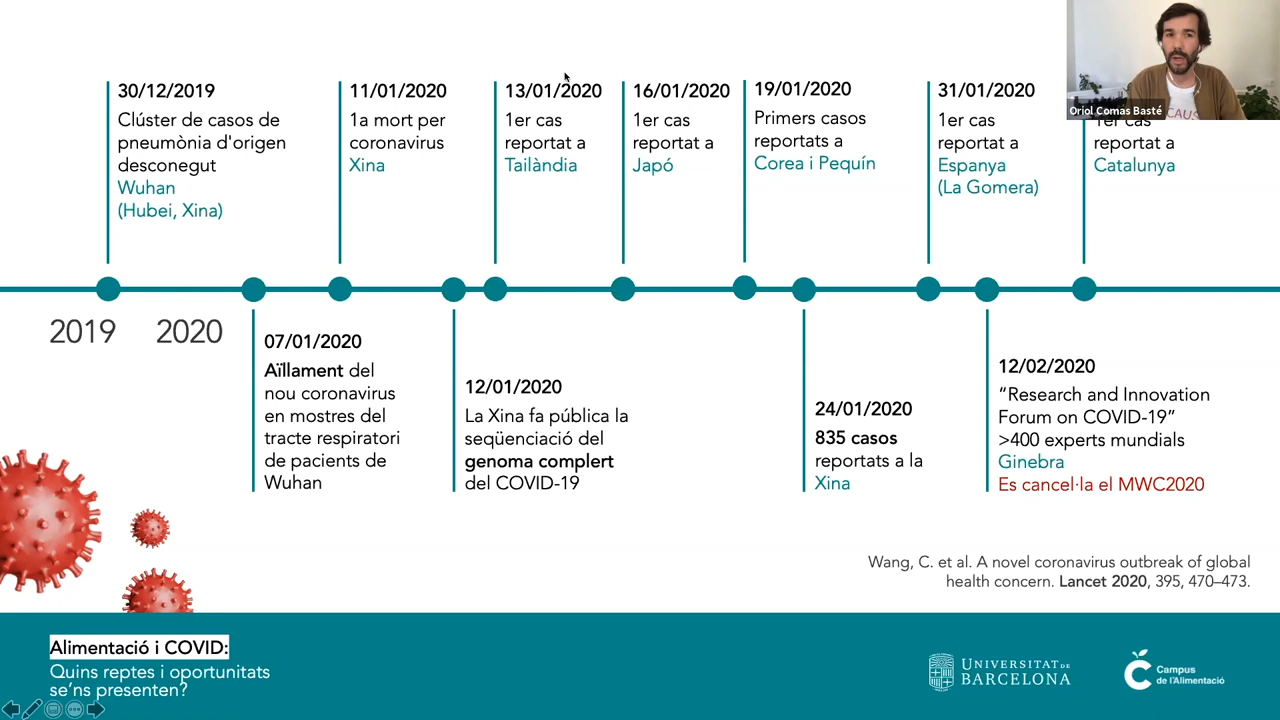 30/12/2019
Clúster de casos de
pneumònia d'origen
desconegut
Wuhan
(Hubei, Xina)
11/01/2020
1a mort per
coronavirus
Xina
13/01/2020
1er cas
reportat a
Tailàndia
16/01/2020
1er cas
reportat a
Japó
19/01/2020
Primers casos
reportats a
Corea i Pequín
31/01/2020
1er cas
reportat a
Espanya
(La Gomera)
Oriol Comas Basté
CAUS
1er cas
reportat a
Catalunya
2019
2020
07/01/2020
Aïllament del
nou coronavirus
en mostres del
tracte respiratori
de pacients de
Wuhan
12/01/2020
La Xina fa pública la
seqüenciació del
genoma complert
del COVID-19
24/01/2020
835 casos
reportats a la
Xina
12/02/2020
“Research and Innovation
Forum on COVID-19”
>400 experts mundials
Ginebra
Es cancel·la el MWC2020
Wang, C. et al. A novel coronavirus outbreak of global
health concern. Lancet 2020, 395, 470–473.
Alimentació i COVID:
Quins reptes i oportunitats
se’ns presenten?
UNIVERSITAT DE
BARCELONA
Campus
de l'Alimentació